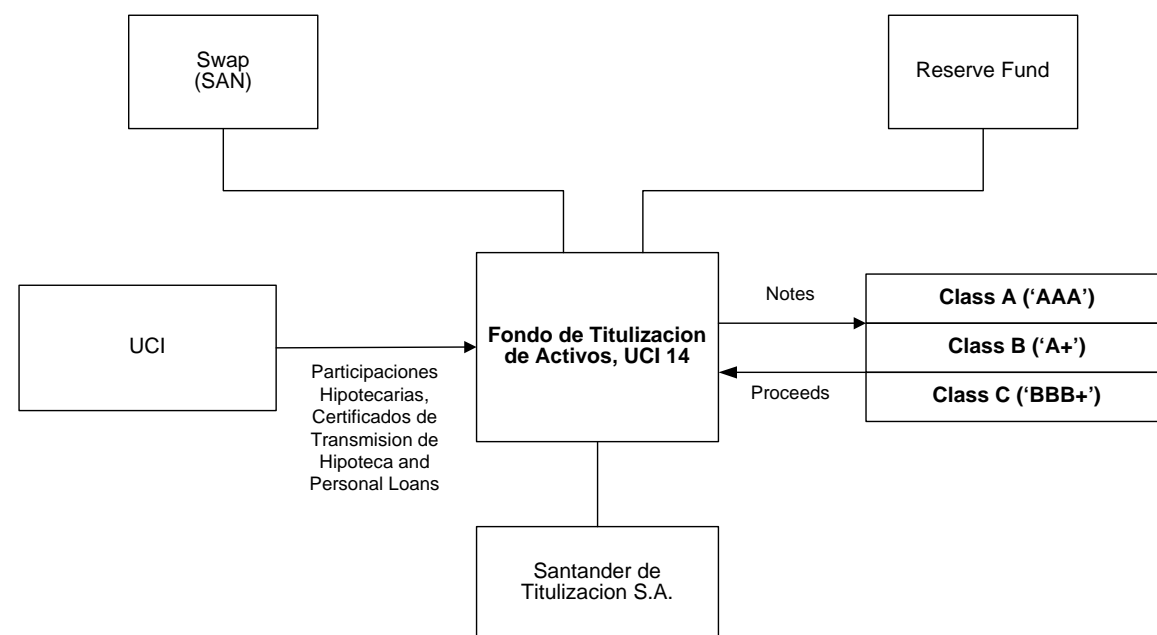 Swap
(SAN)
Reserve Fund
UCI
Participaciones
Hipotecarias,
Certificados de
Transmision de
Hipoteca and
Personal Loans
Fondo de Titulizacion
de Activos, UCI 14
Notes
Proceeds
Class A (‘AAA’)
Class B (‘A+’)
Class C (‘BBB+’)
Santander de
Titulizacion S.A.